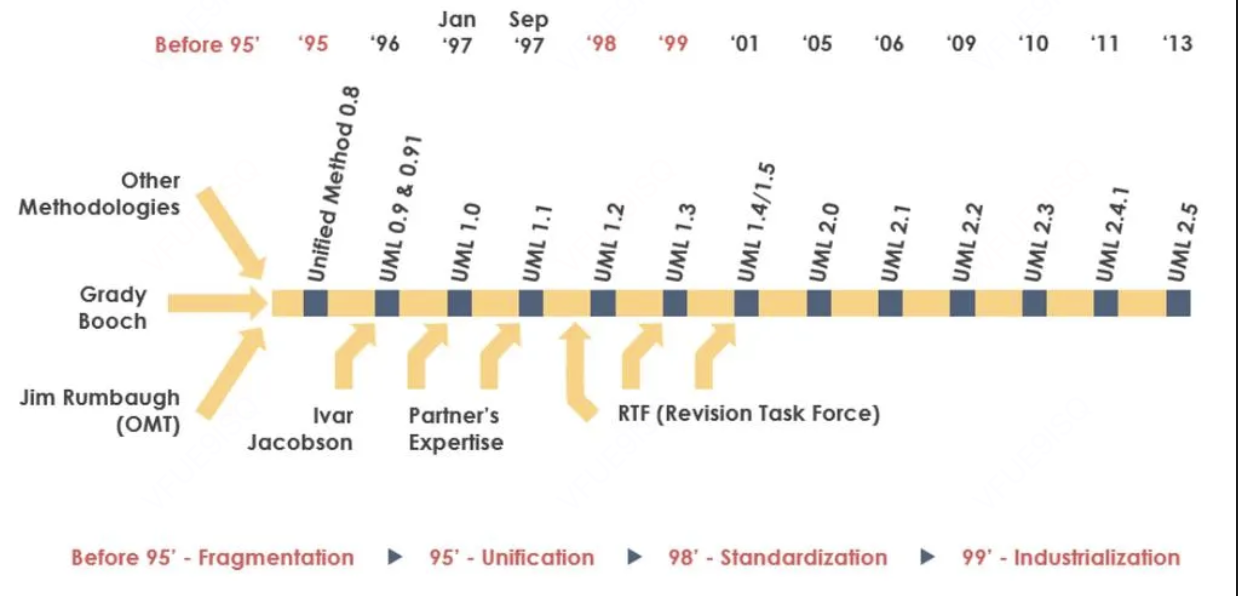 Jan Sep
Before 95' '95 '96 '97 '97 '98 '99 '01 '05 '06 '09 '10 '11 '13
Unified Method 0.8
UML 0.9 & 0.91
UML 1.0
UML 1.1
UML 1.2
UML 1.3
UML 1.4/1.5
UML 2.0
UML 2.1
UML 2.2
UML 2.3
UML 2.4.1
UML 2.5
Other
Methodologies
Grady
Booch
Jim Rumbaugh
(OMT)
Ivar
Jacobson
Partner's
Expertise
RTF (Revision Task Force)
Before 95' - Fragmentation ▶ 95' - Unification ▶ 98' - Standardization ▶ 99' - Industrialization